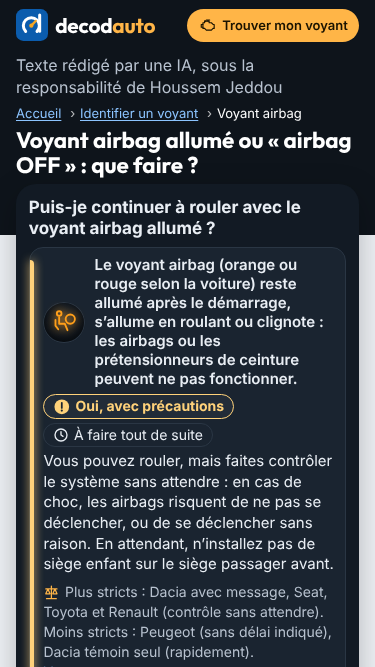 decodauto
Trouver mon voyant
Texte rédigé par une IA, sous la
responsabilité de Houssem Jeddou
Accueil › Identifier un voyant › Voyant airbag
Voyant airbag allumé ou « airbag
OFF » : que faire ?
Puis-je continuer à rouler avec le
voyant airbag allumé ?
Le voyant airbag (orange ou
rouge selon la voiture) reste
allumé après le démarrage,
s’allume en roulant ou clignote :
les airbags ou les
prétensionneurs de ceinture
peuvent ne pas fonctionner.
Oui, avec précautions
À faire tout de suite
Vous pouvez rouler, mais faites contrôler
le système sans attendre : en cas de
choc, les airbags risquent de ne pas se
déclencher, ou de se déclencher sans
raison. En attendant, n’installez pas de
siège enfant sur le siège passager avant.
Plus stricts : Dacia avec message, Seat,
Toyota et Renault (contrôle sans attendre).
Moins stricts : Peugeot (sans délai indiqué),
Dacia témoin seul (rapidement).